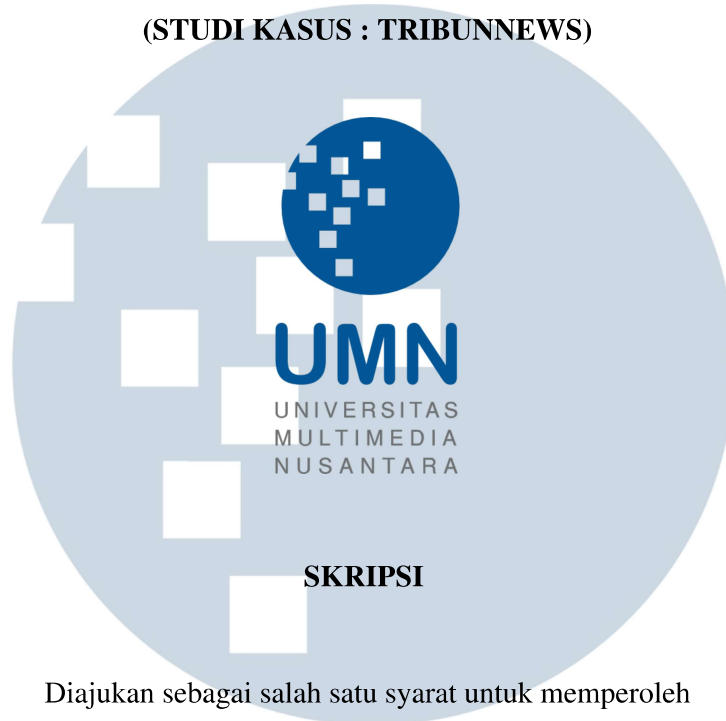 (STUDI KASUS : TRIBUNNEWS)
UMN
UNIVERSITAS
MULTIMEDIA
NUSANTARA
SKRIPSI
Diajukan sebagai salah satu syarat untuk memperoleh